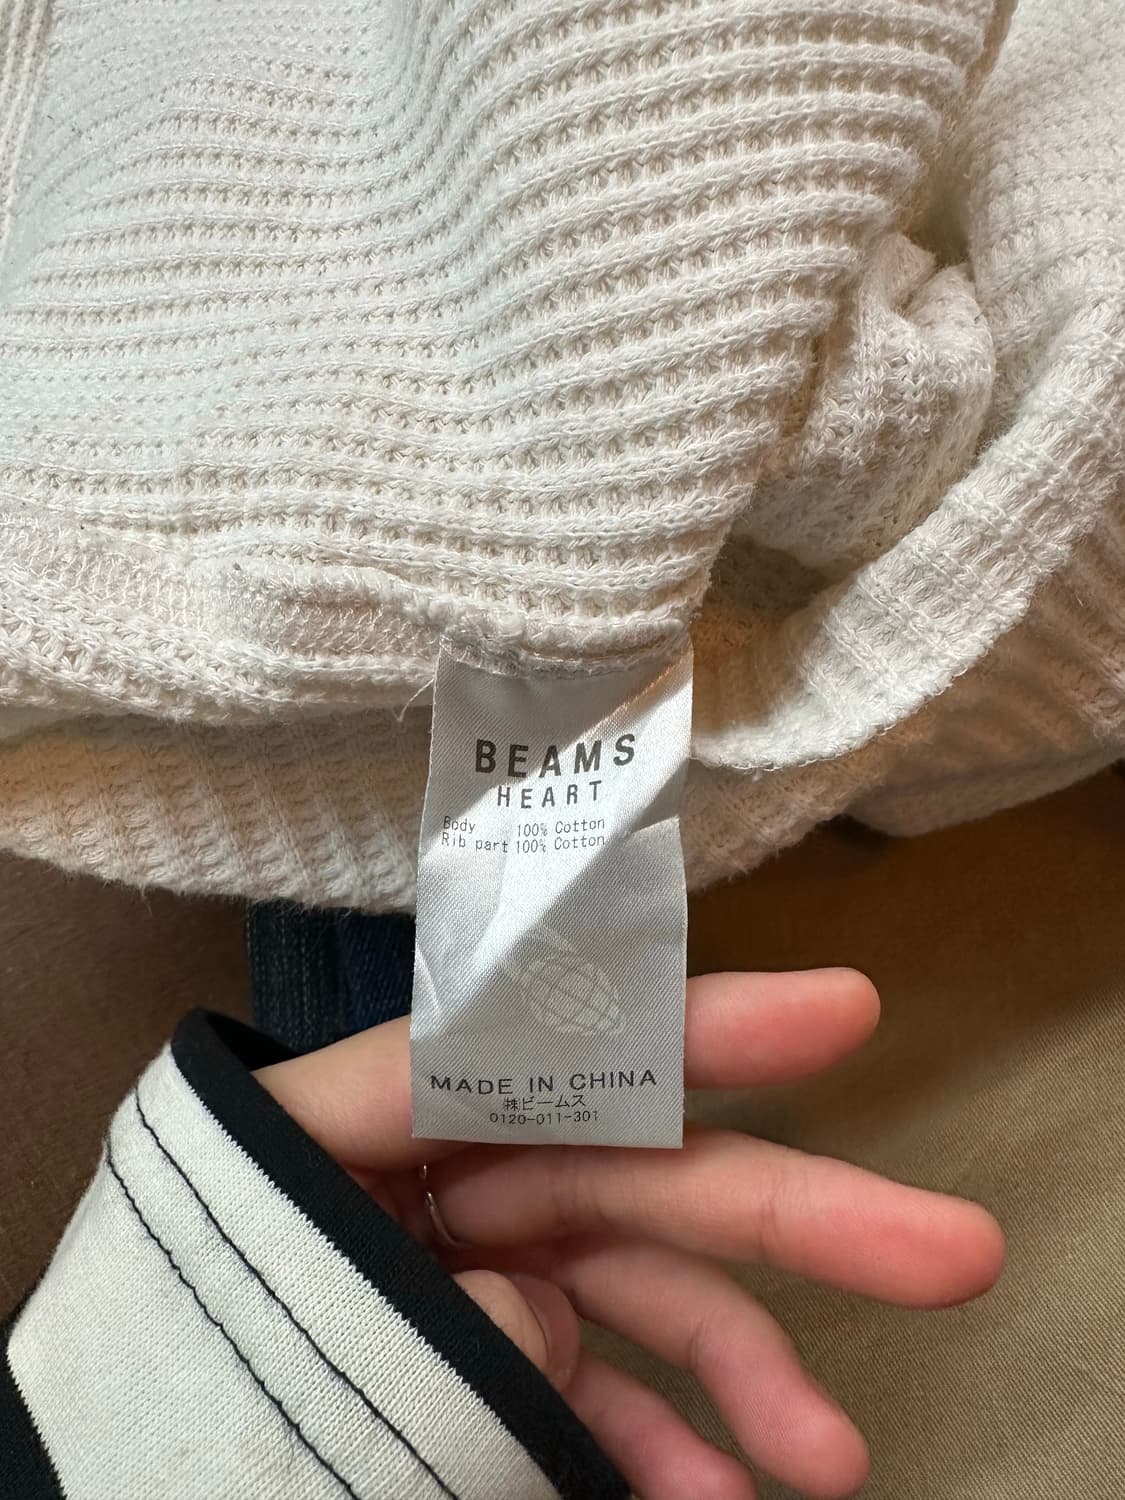 BEAMS
HEART
Body 100% Cotton
Rib part 100% Cotton
MADE IN CHINA
㈱ビームス
0120-011-301